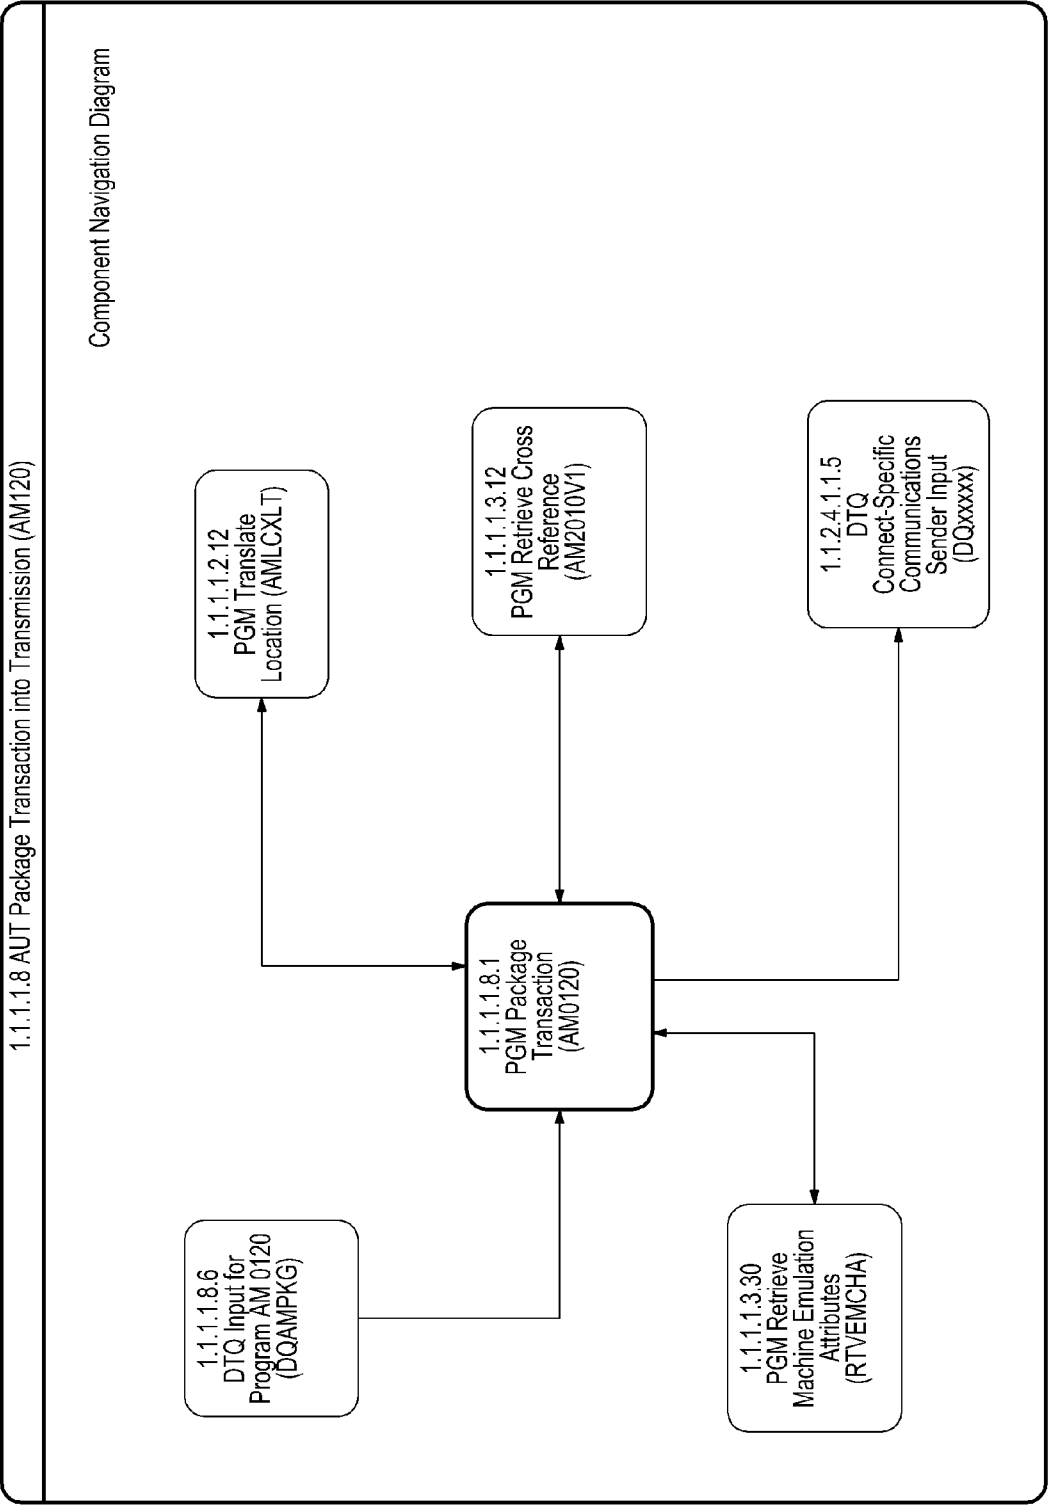 1.1.1.1.8 AUT Package Transaction into Transmission (AM120)
Component Navigation Diagram
1.1.1.1.8.6
DTQ Input for
Program AM 0120
(DQAMPKG)
1.1.1.1.2.12
PGM Translate
Location (AMLCXLT)
1.1.1.1.8.1
PGM Package
Transaction
(AM0120)
1.1.1.1.3.12
PGM Retrieve Cross
Reference
(AM2010V1)
1.1.1.1.3.30
PGM Retrieve
Machine Emulation
Attributes
(RTVEMCHA)
1.1.2.4.1.1.5
DTQ
Connect-Specific
Communications
Sender Input
(DQxxxxx)